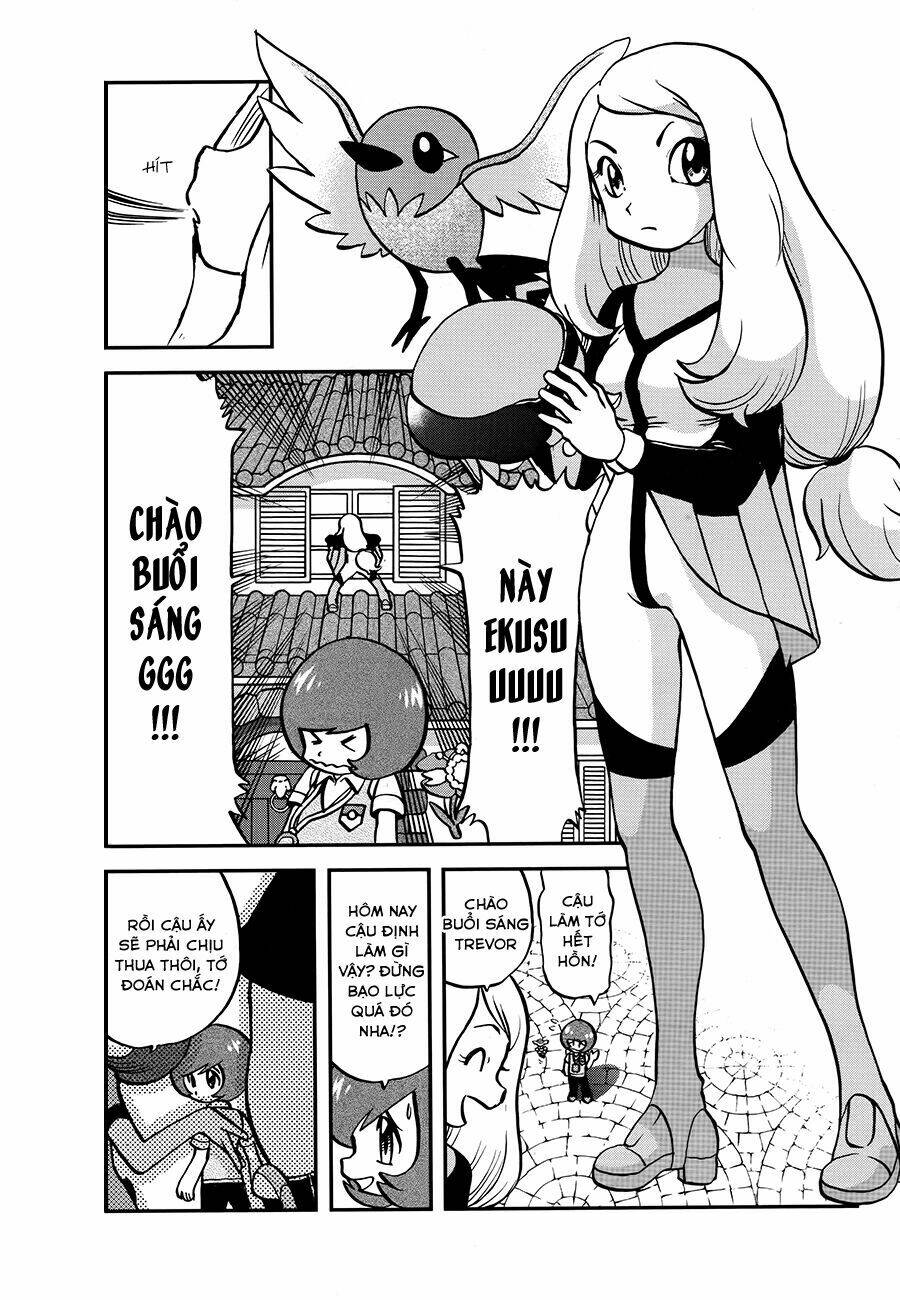 HÍT
NÀY
EKUSU
UUUU
!!!
CHÀO
BUỔI
SÁNG
GGG
!!!
CẬU
LÀM TỚ
HẾT
HỒN!
CHÀO
BUỔI SÁNG
TREVOR
HÔM NAY
CẬU ĐỊNH
LÀM GÌ
VẬY? ĐỪNG
BẠO LỰC
QUÁ ĐÓ
NHA!?
RỒI CẬU ẤY
SẼ PHẢI CHỊU
THUA THÔI, TỚ
ĐOÁN CHẮC!